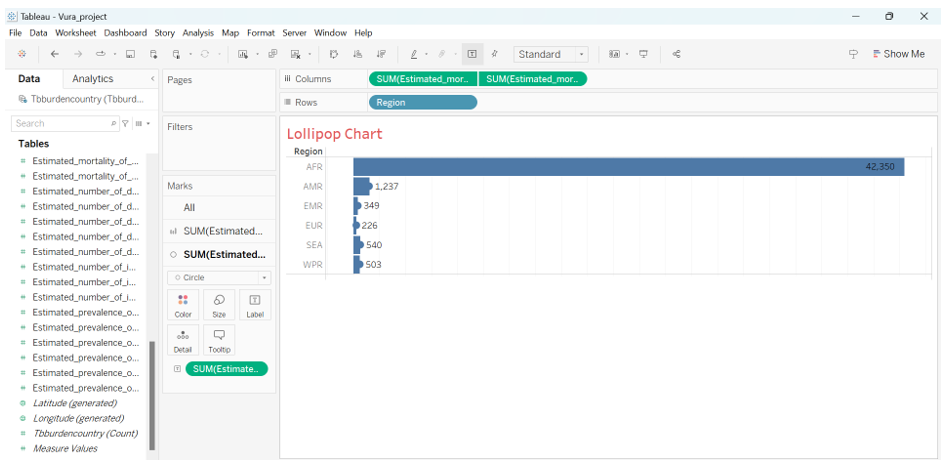 Tableau - Vura_project
File Data Worksheet Dashboard Story Analysis Map Format Server Window Help
Standard
Show Me
Data Analytics
Tbburdencountry (Tbburd...
Search
Tables
Estimated_mortality_of_...
Estimated_mortality_of_...
Estimated_number_of_d...
Estimated_number_of_d...
Estimated_number_of_d...
Estimated_number_of_d...
Estimated_number_of_d...
Estimated_number_of_i...
Estimated_number_of_i...
Estimated_number_of_i...
Estimated_prevalence_o...
Estimated_prevalence_o...
Estimated_prevalence_o...
Estimated_prevalence_o...
Estimated_prevalence_o...
Estimated_prevalence_o...
Latitude (generated)
Longitude (generated)
Tbburdencountry (Count)
Measure Values
Pages
Filters
Marks
All
SUM(Estimated...
SUM(Estimated...
Circle
Color Size Label
Detail Tooltip
SUM(Estimate..
Columns SUM(Estimated_mor.. SUM(Estimated_mor..
Rows Region
Lollipop Chart
Region
AFR 42,350
AMR 1,237
EMR 349
EUR 226
SEA 540
WPR 503